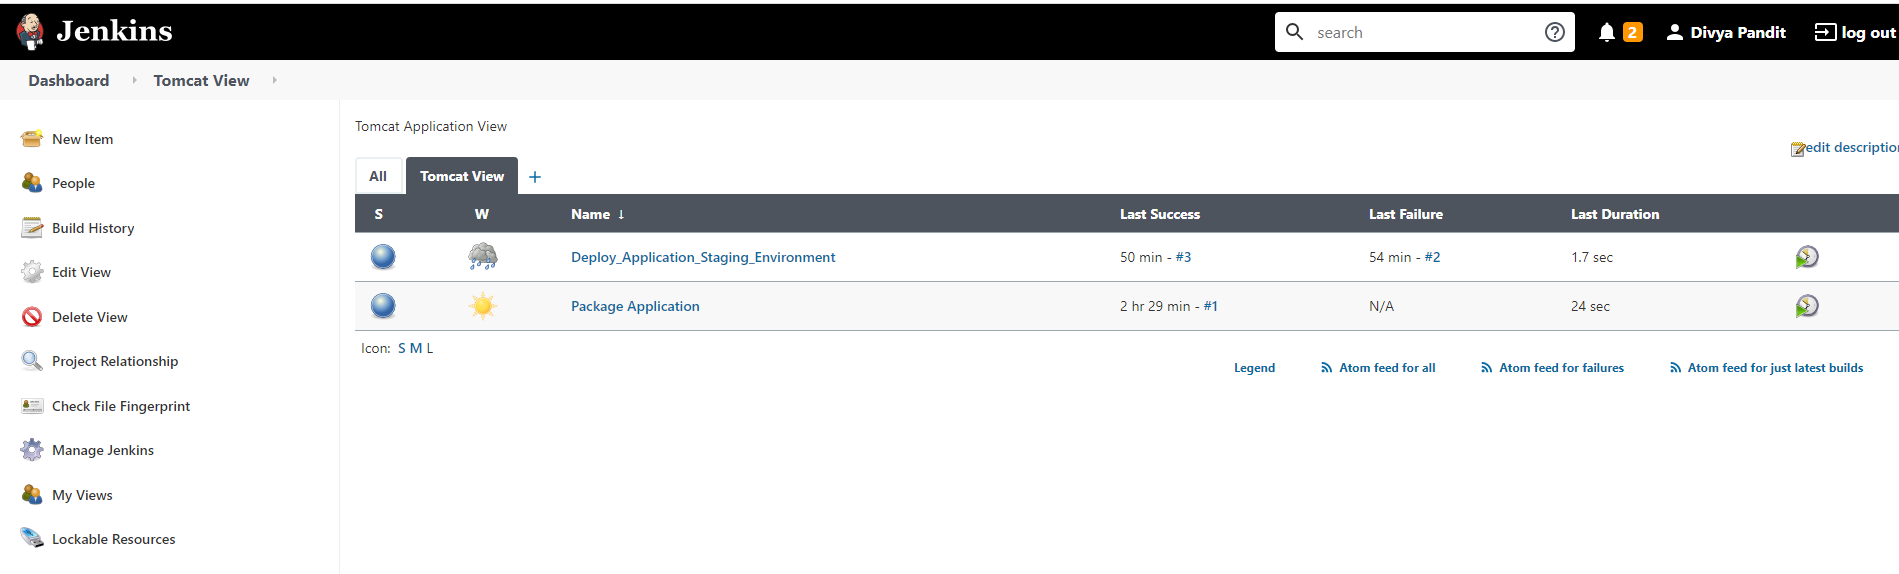 Jenkins
search
2
Divya Pandit
log out
Dashboard
Tomcat View
New Item
People
Build History
Edit View
Delete View
Project Relationship
Check File Fingerprint
Manage Jenkins
My Views
Lockable Resources
Tomcat Application View
edit descriptio
All Tomcat View +
S W Name ↓ Last Success Last Failure Last Duration
Deploy_Application_Staging_Environment 50 min - #3 54 min - #2 1.7 sec
Package Application 2 hr 29 min - #1 N/A 24 sec
Icon: S M L
Legend Atom feed for all Atom feed for failures Atom feed for just latest builds